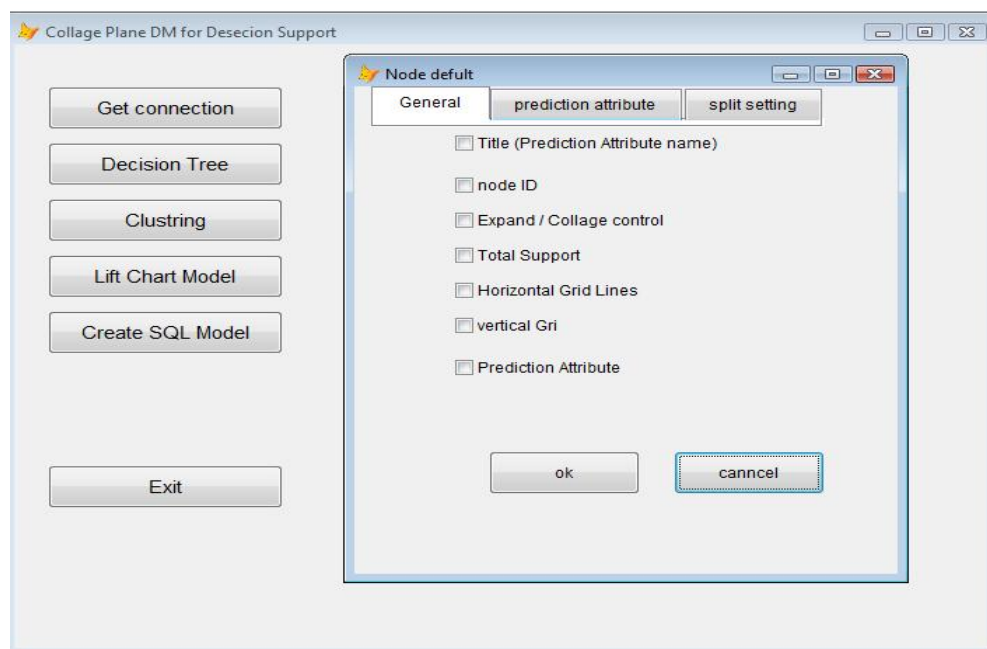 Collage Plane DM for Desecion Support
Get connection
Decision Tree
Clustring
Lift Chart Model
Create SQL Model
Exit
Node defult
General prediction attribute split setting
Title (Prediction Attribute name)
node ID
Expand / Collage control
Total Support
Horizontal Grid Lines
vertical Gri
Prediction Attribute
ok canncel